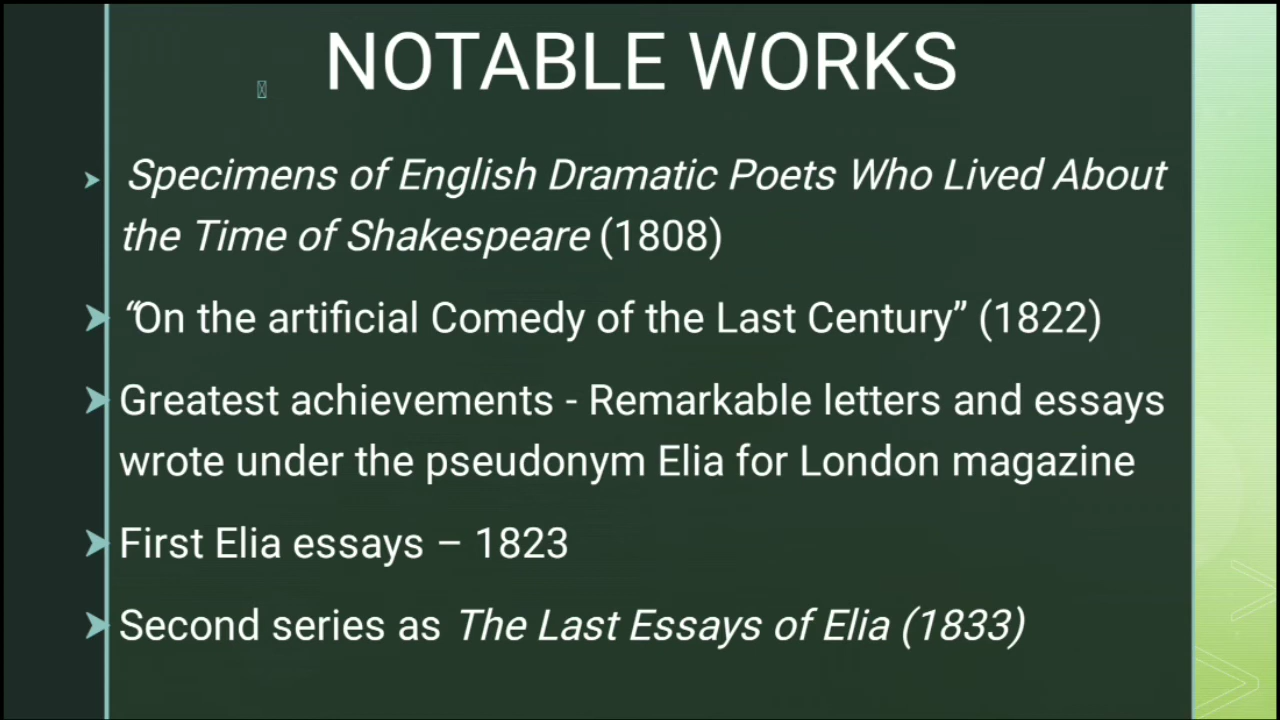 NOTABLE WORKS
Specimens of English Dramatic Poets Who Lived About
the Time of Shakespeare (1808)
“On the artificial Comedy of the Last Century” (1822)
Greatest achievements - Remarkable letters and essays
wrote under the pseudonym Elia for London magazine
First Elia essays – 1823
Second series as The Last Essays of Elia (1833)